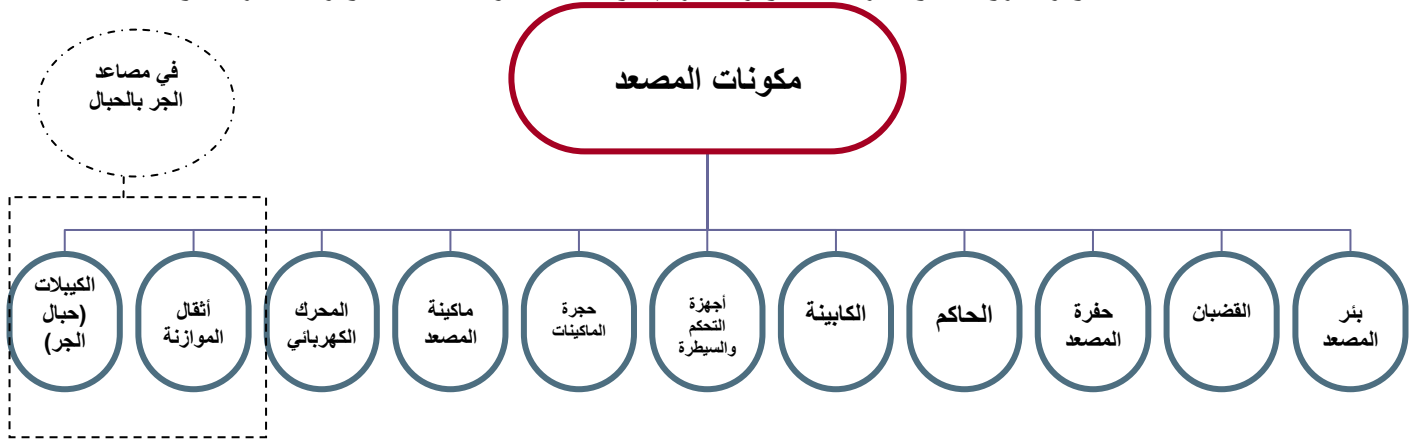 مكونات المصعد
في مصاعد
الجر بالحبال
بئر
المصعد
القضبان
حفرة
المصعد
الحاكم
الكابينة
أجهزة
التحكم
والسيطرة
حجرة
الماكينات
ماكينة
المصعد
المحرك
الكهربائي
أثقال
الموازنة
الكيبلات
(حبال
الجر)